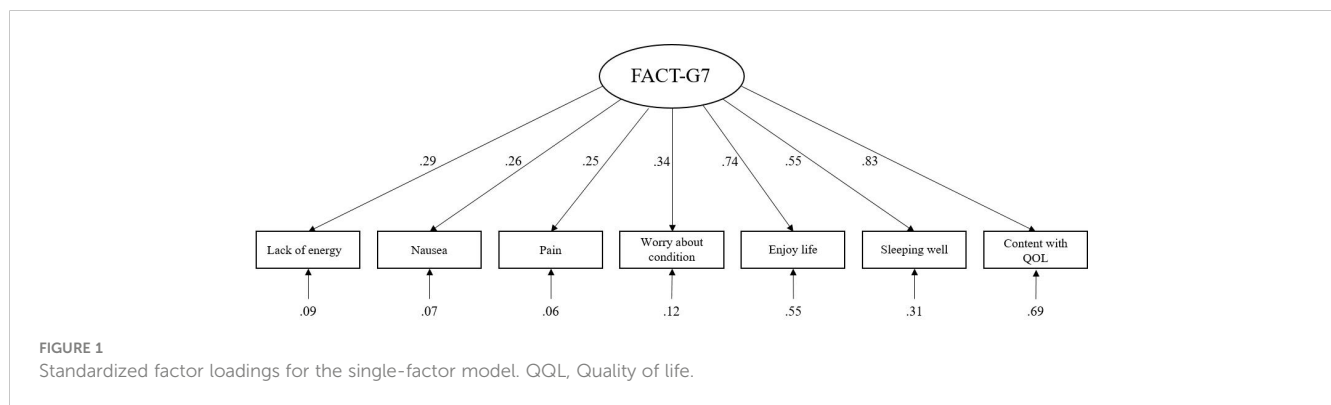 FACT-G7
.29 .26 .25 .34 .74 .55 .83
Lack of energy Nausea Pain Worry about condition Enjoy life Sleeping well Content with QOL
.09 .07 .06 .12 .55 .31 .69
FIGURE 1
Standardized factor loadings for the single-factor model. QQL, Quality of life.